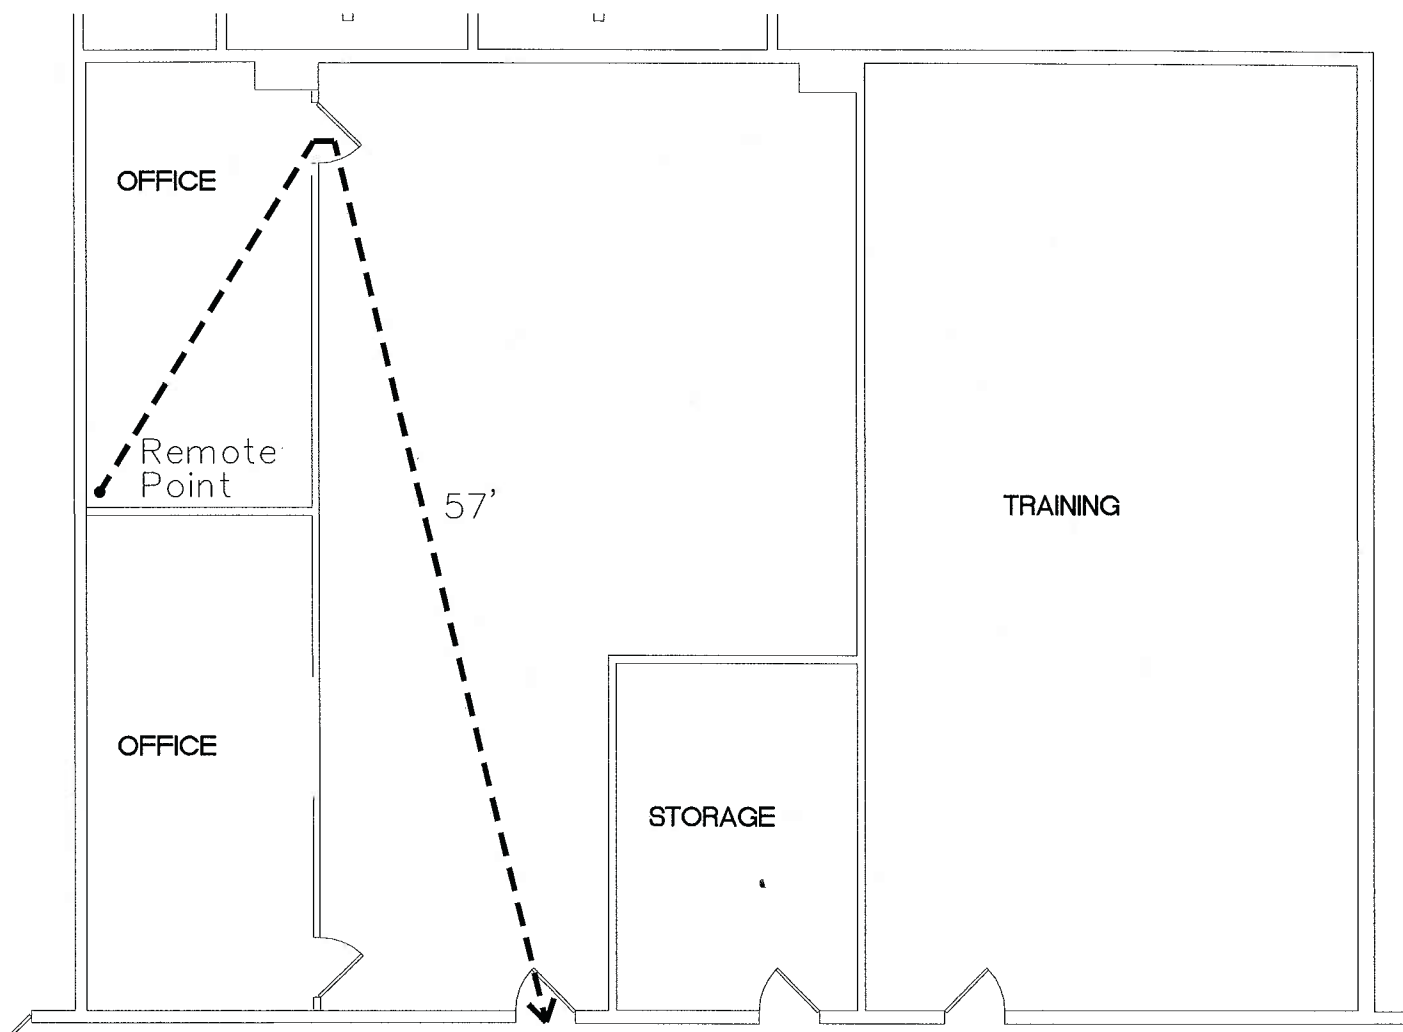 OFFICE
Remote
Point
57'
TRAINING
OFFICE
STORAGE